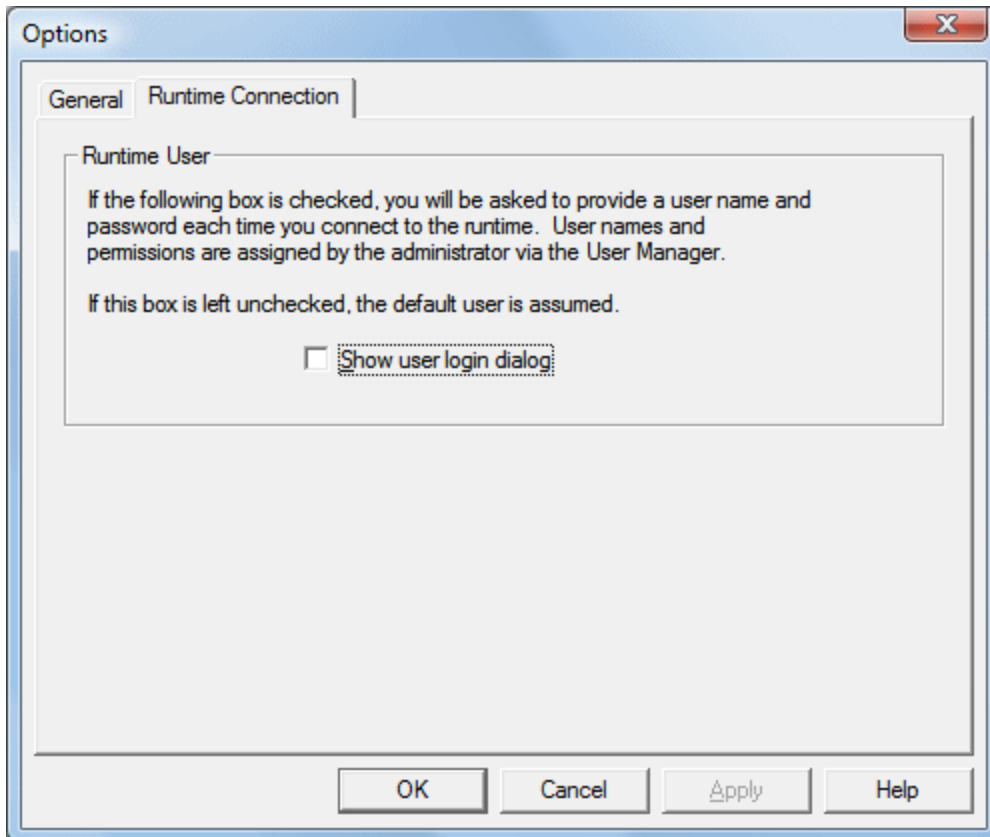 Options
General
Runtime Connection
Runtime User
If the following box is checked, you will be asked to provide a user name and
password each time you connect to the runtime.  User names and
permissions are assigned by the administrator via the User Manager.
If this box is left unchecked, the default user is assumed.
Show user login dialog
OK
Cancel
Apply
Help